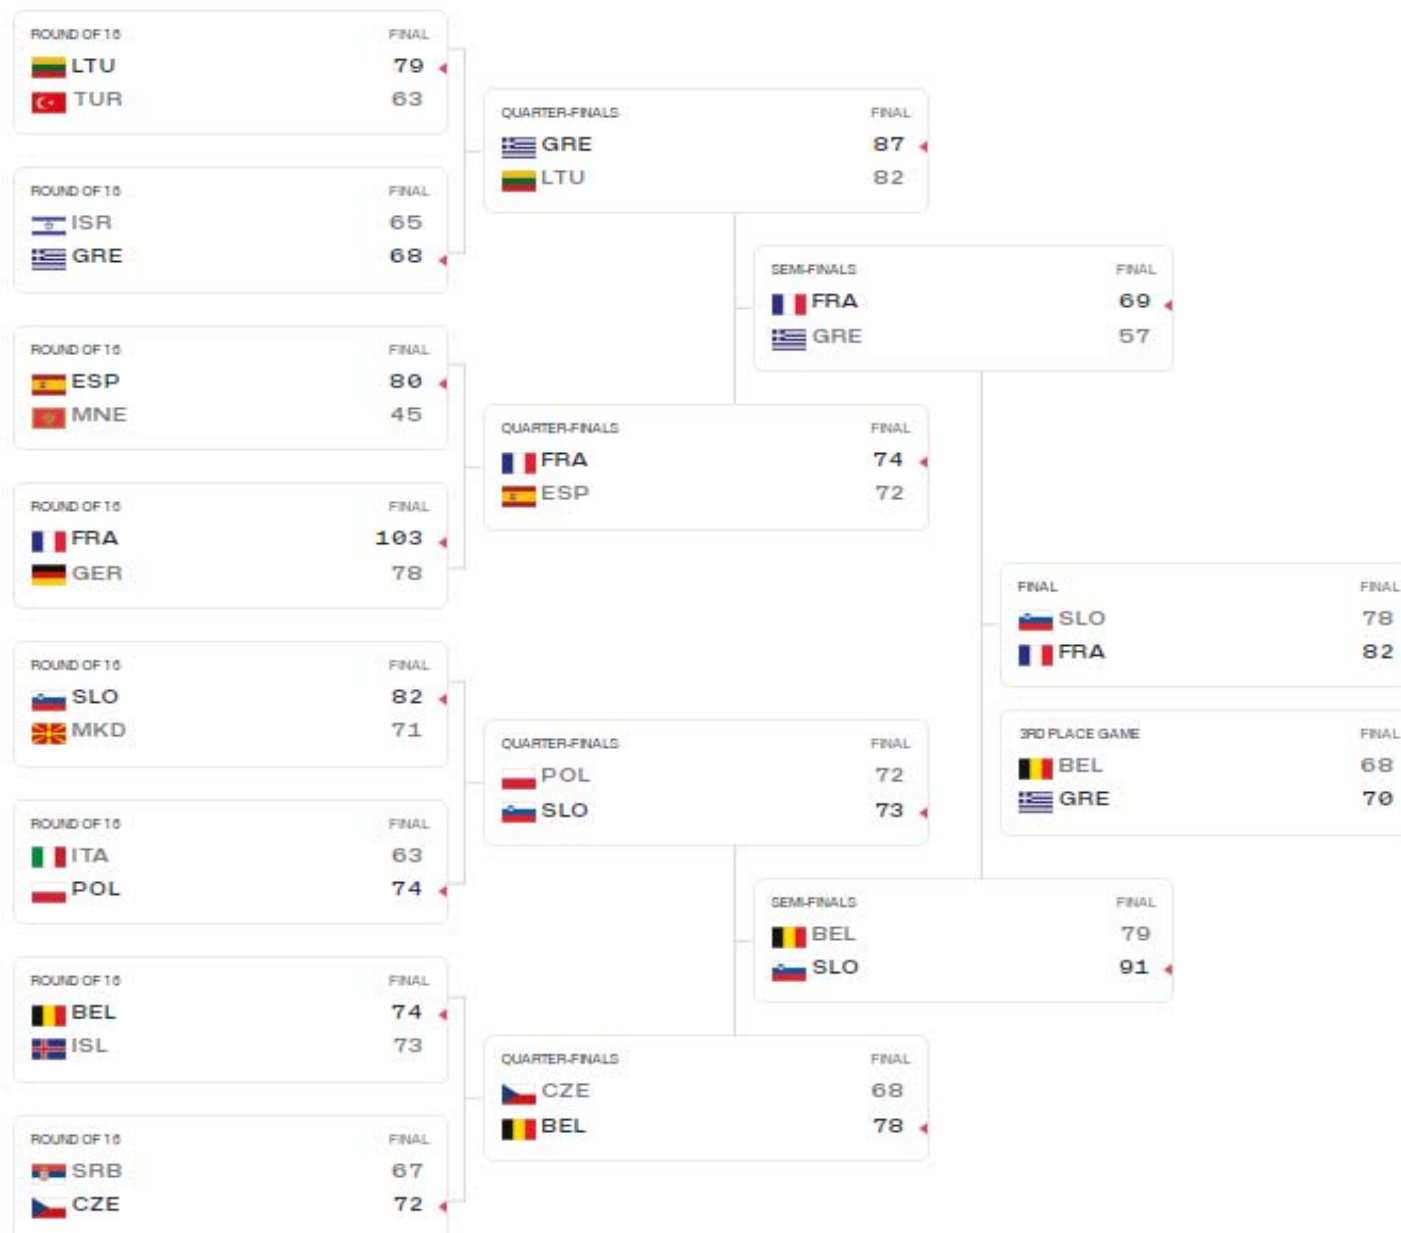 ROUND OF 16 FINAL
LTU 79
TUR 63
ROUND OF 16 FINAL
ISR 65
GRE 68
ROUND OF 16 FINAL
ESP 80
MNE 45
ROUND OF 16 FINAL
FRA 103
GER 78
ROUND OF 16 FINAL
SLO 82
MKD 71
ROUND OF 16 FINAL
ITA 63
POL 74
ROUND OF 16 FINAL
BEL 74
ISL 73
ROUND OF 16 FINAL
SRB 67
CZE 72
QUARTER-FINALS FINAL
GRE 87
LTU 82
QUARTER-FINALS FINAL
FRA 74
ESP 72
QUARTER-FINALS FINAL
POL 72
SLO 73
QUARTER-FINALS FINAL
CZE 68
BEL 78
SEMI-FINALS FINAL
FRA 69
GRE 57
SEMI-FINALS FINAL
BEL 79
SLO 91
FINAL FINAL
SLO 78
FRA 82
3RD PLACE GAME FINAL
BEL 68
GRE 70